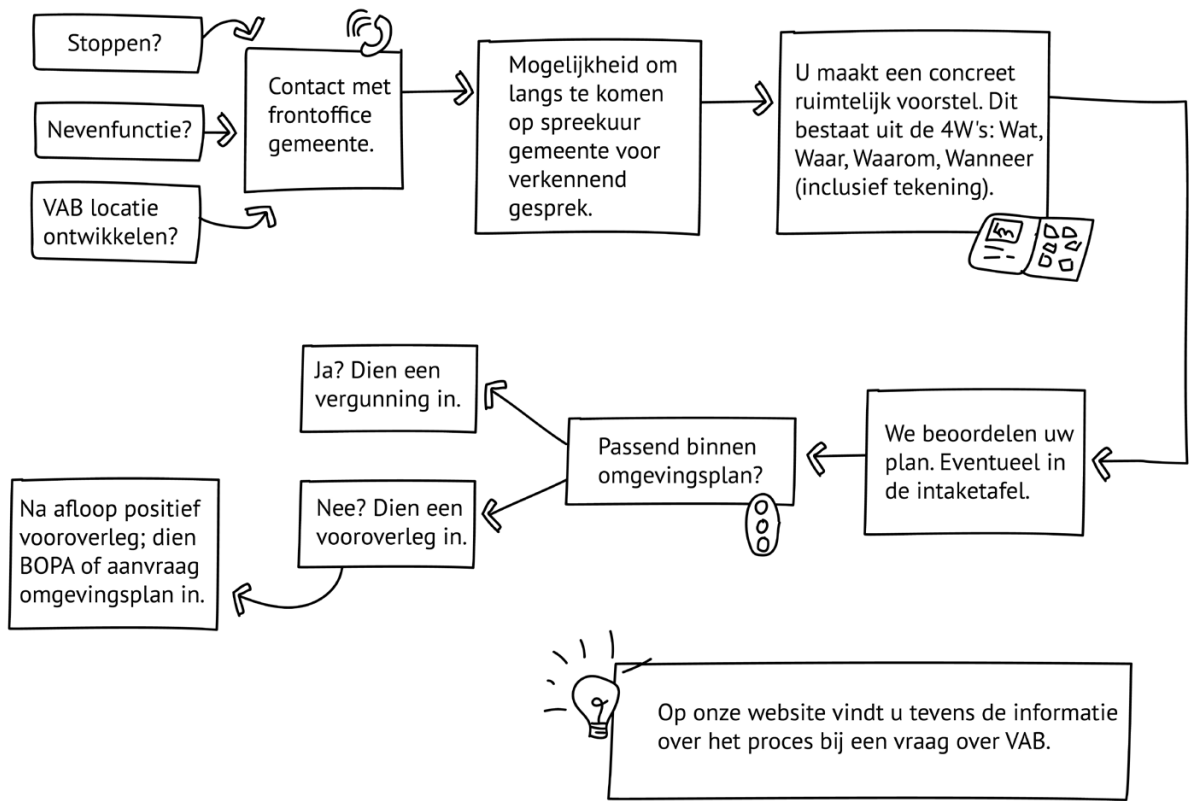 Stoppen?
Nevenfunctie?
VAB locatie
ontwikkelen?
Contact met
frontoffice
gemeente.
Mogelijkheid om
langs te komen
op spreekuur
gemeente voor
verkennend
gesprek.
U maakt een concreet
ruimtelijk voorstel. Dit
bestaat uit de 4W's: Wat,
Waar, Waarom, Wanneer
(inclusief tekening).
We beoordelen uw
plan. Eventueel in
de intaketafel.
Passend binnen
omgevingsplan?
Ja? Dien een
vergunning in.
Nee? Dien een
vooroverleg in.
Na afloop positief
vooroverleg; dien
BOPA of aanvraag
omgevingsplan in.
Op onze website vindt u tevens de informatie
over het proces bij een vraag over VAB.